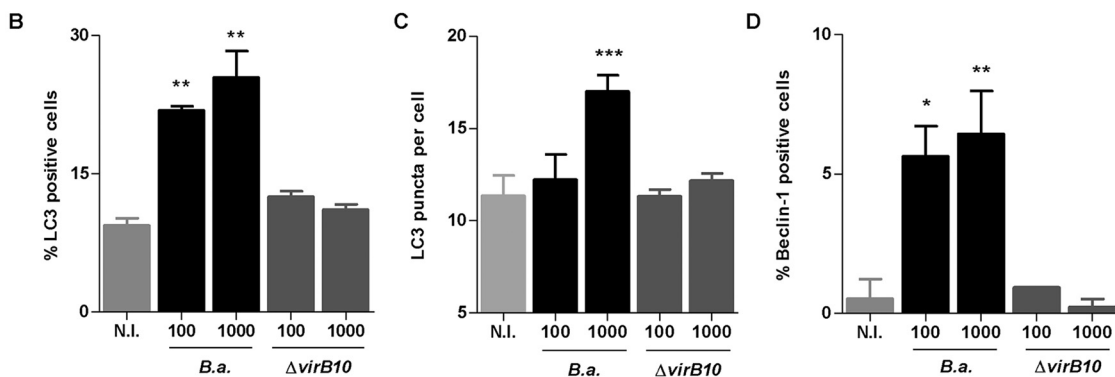 B
% LC3 positive cells
30
15
0
**
**
N.I.
100
1000
100
1000
B.a.
ΔvirB10
C
LC3 puncta per cell
20
15
10
5
***
N.I.
100
1000
100
1000
B.a.
ΔvirB10
D
% Beclin-1 positive cells
10
5
0
*
**
N.I.
100
1000
100
1000
B.a.
ΔvirB10